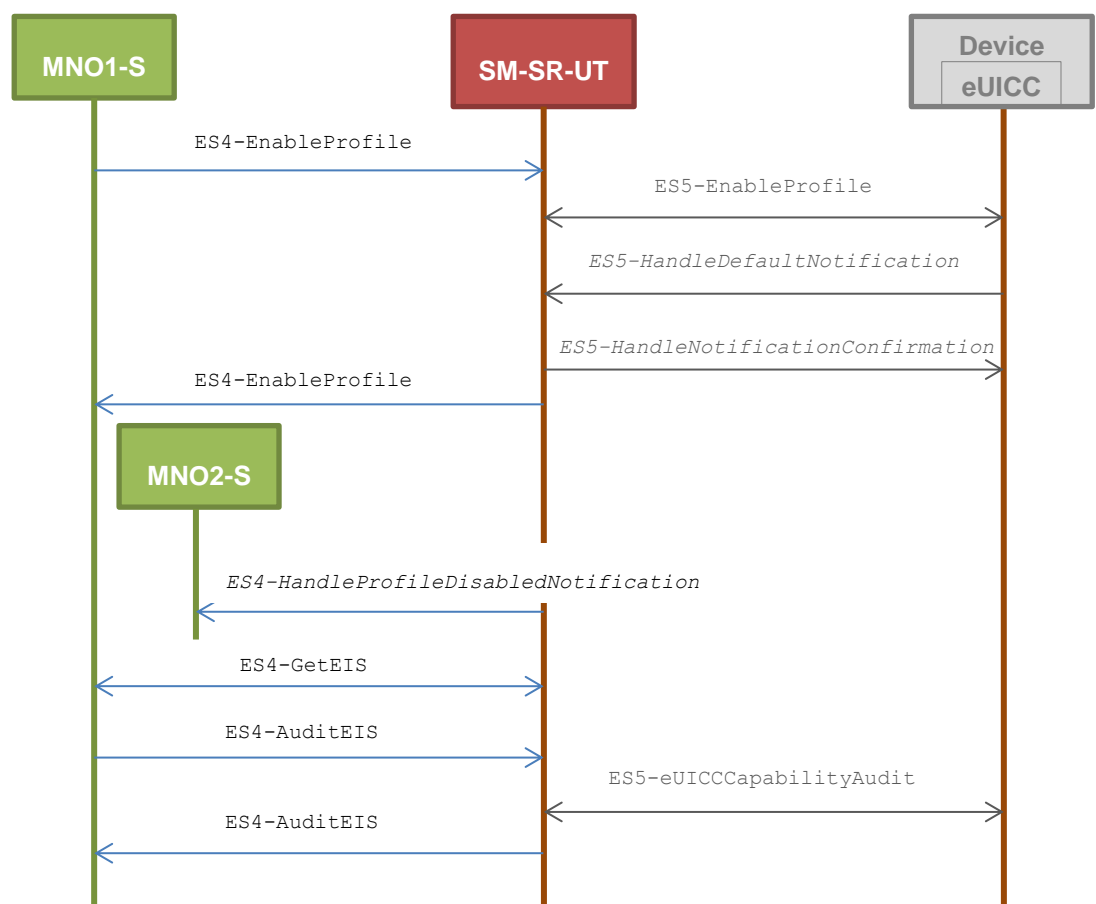 MNO1-S
SM-SR-UT
Device
eUICC
ES4-EnableProfile
ES5-EnableProfile
ES5-HandleDefaultNotification
ES5-HandleNotificationConfirmation
ES4-EnableProfile
MNO2-S
ES4-HandleProfileDisabledNotification
ES4-GetEIS
ES4-AuditEIS
ES5-eUICCCapabilityAudit
ES4-AuditEIS